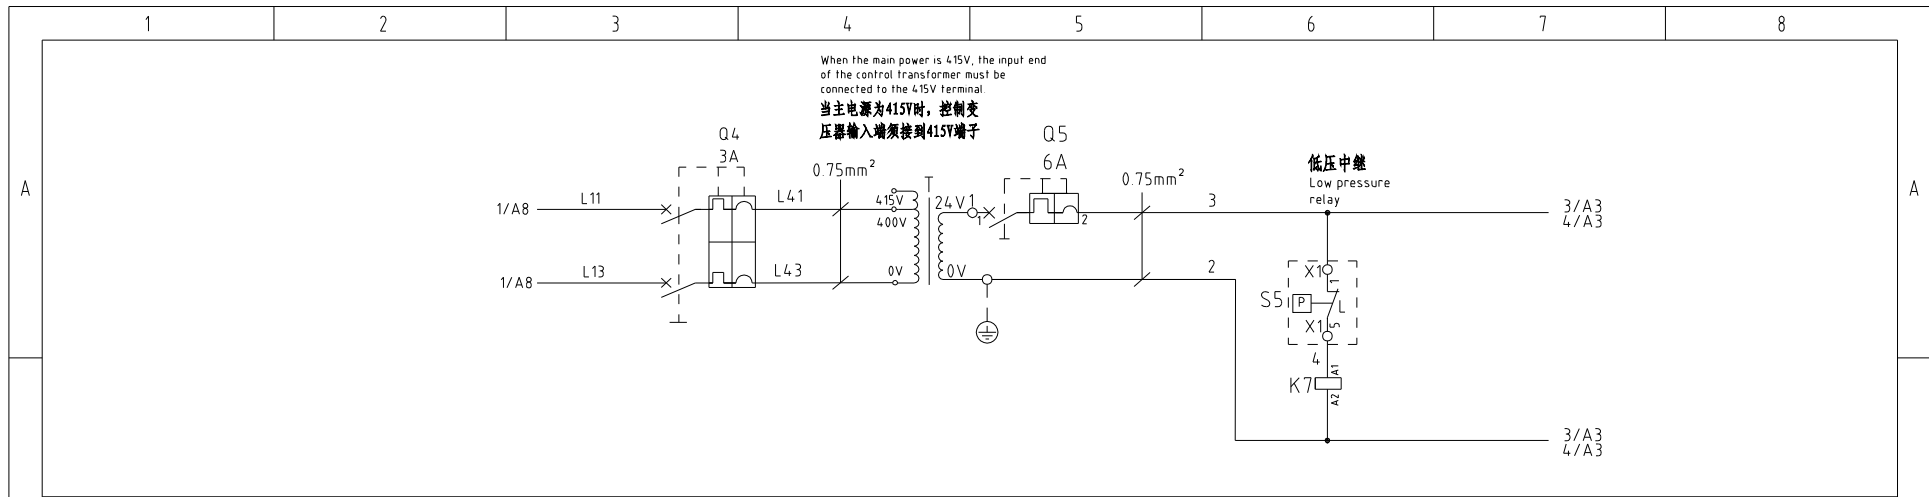 1 2 3 4 5 6 7 8
A
A
When the main power is 415V, the input end
of the control transformer must be
connected to the 415V terminal.
当主电源为415V时，控制变
压器输入端须接到415V端子
Q4
3A
0.75mm²
Q5
6A
0.75mm²
低压中继
Low pressure
relay
1/A8
L11
L41
415V
400V
T
24V
1
1
2
3
3/A3
4/A3
1/A8
L13
L43
0V
0V
2
X1
1
S5
P
L
X1
5
4
A1
K7
A2
3/A3
4/A3